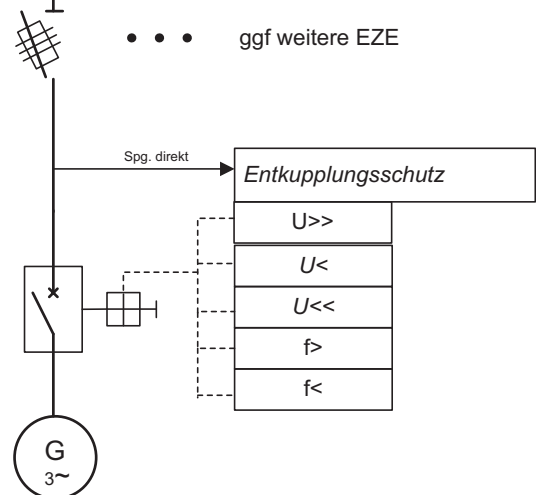 ggf weitere EZE
Spg. direkt
Entkupplungsschutz
U>>
U<
U<<
f>
f<
G
3~